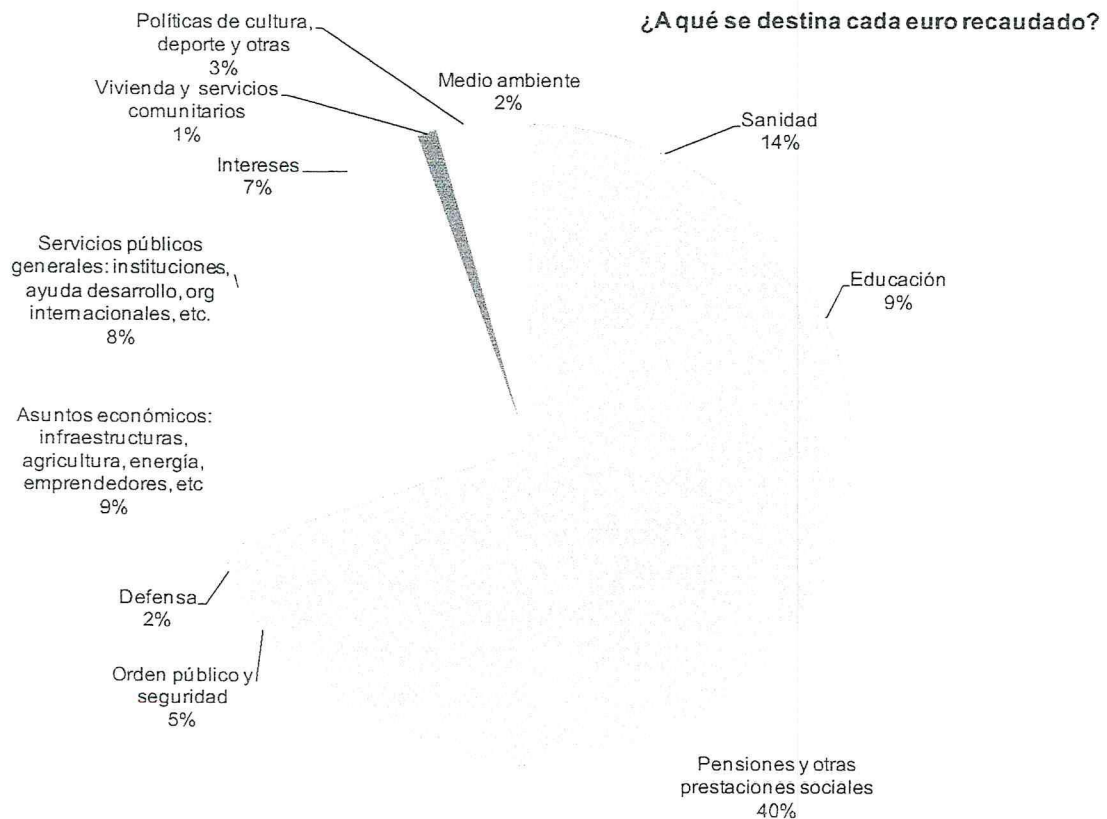 ¿A qué se destina cada euro recaudado?
Políticas de cultura,
deporte y otras
3%
Medio ambiente
2%
Vivienda y servicios
comunitarios
1%
Sanidad
14%
Intereses
7%
Servicios públicos
generales: instituciones,
ayuda desarrollo, org
internacionales, etc.
8%
Educación
9%
Asuntos económicos:
infraestructuras,
agricultura, energía,
emprendedores, etc
9%
Defensa
2%
Orden público y
seguridad
5%
Pensiones y otras
prestaciones sociales
40%